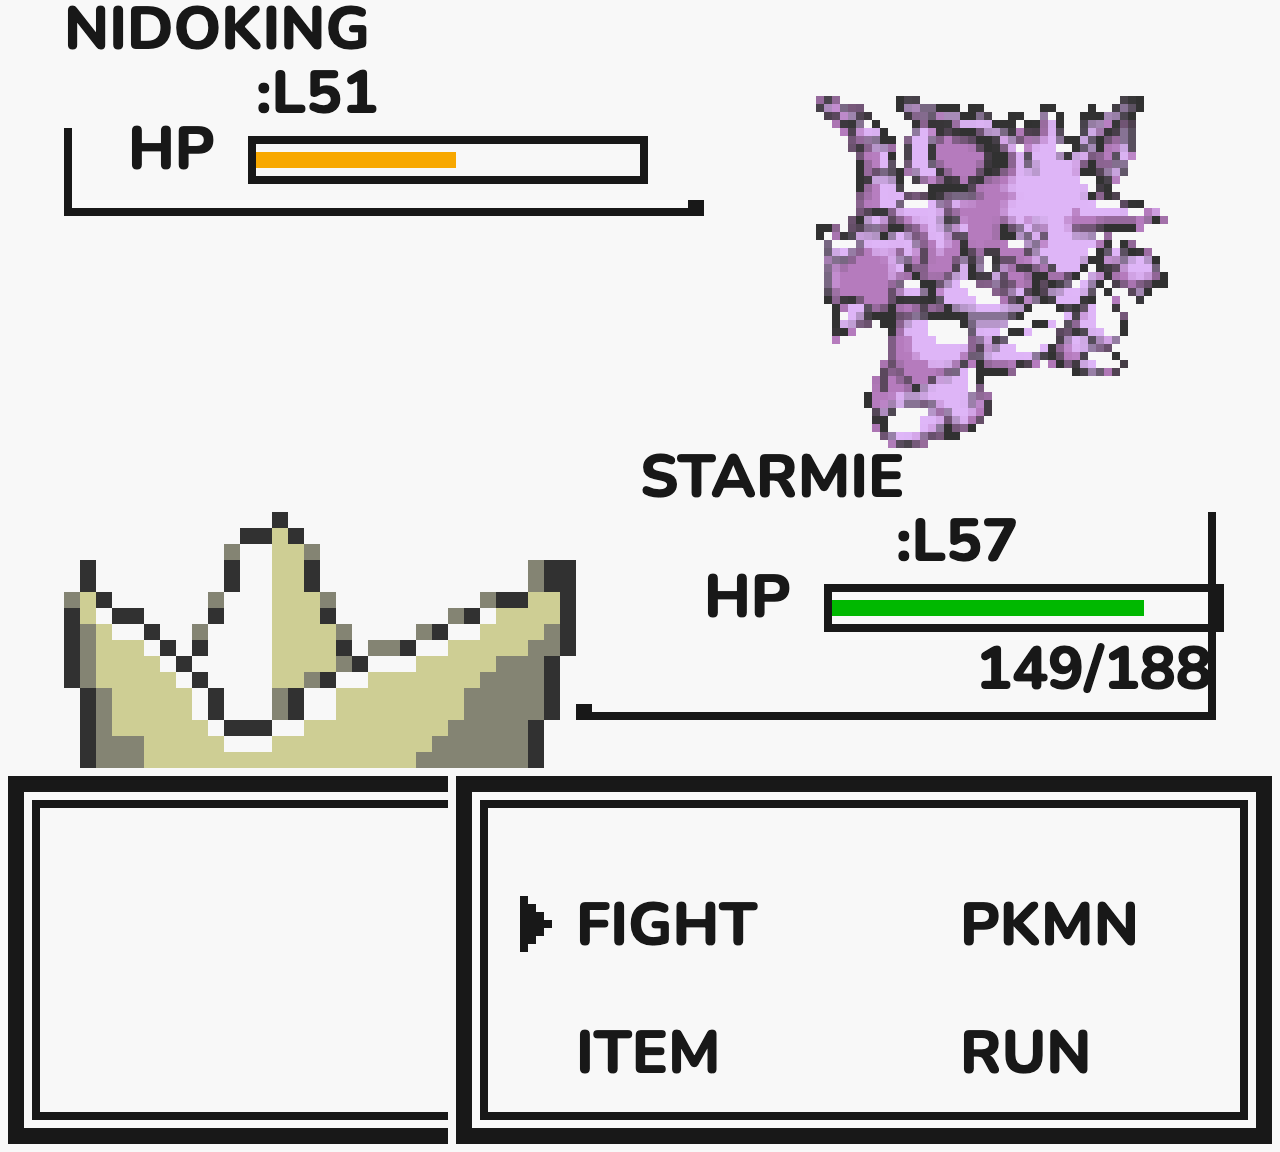 NIDOKING
:L51
HP
STARMIE
:L57
HP
149/188
FIGHT PKMN
ITEM RUN